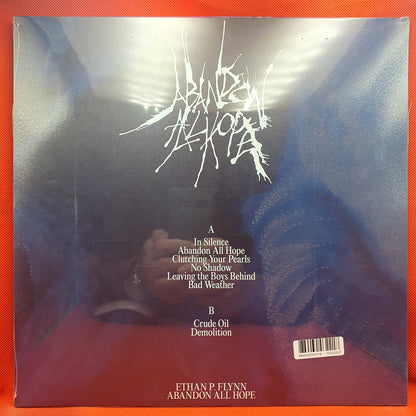 ABANDON
ALL HOPE
A
In Silence
Abandon All Hope
Clutching Your Pearls
No Shadow
Leaving the Boys Behind
Bad Weather
B
Crude Oil
Demolition
ETHAN P. FLYNN
ABANDON ALL HOPE